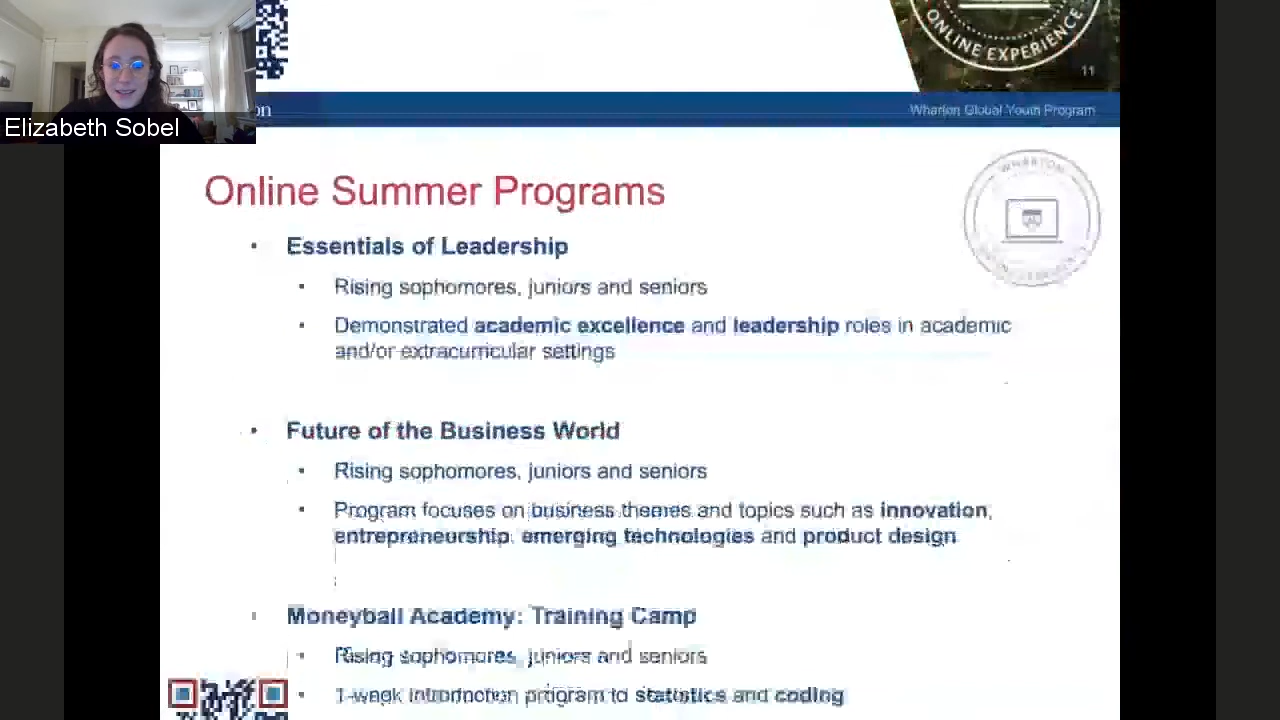 ONLINE EXPERIENCE
11
on
Wharton Global Youth Program
Elizabeth Sobel
Online Summer Programs
WHARTON
• Essentials of Leadership
• Rising sophomores, juniors and seniors
• Demonstrated academic excellence and leadership roles in academic
and/or extracurricular settings
• Future of the Business World
• Rising sophomores, juniors and seniors
• Program focuses on business themes and topics such as innovation,
entrepreneurship, emerging technologies and product design
• Moneyball Academy: Training Camp
• Rising sophomores, juniors and seniors
• 1-week introduction program to statistics and coding